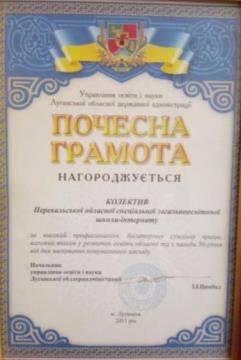 Управління освіти і науки
Луганської обласної державної адміністрації
ПОЧЕСНА
ГРАМОТА
НАГОРОДЖУЄТЬСЯ
КОЛЕКТИВ
Перевальської обласної спеціальної загальноосвітньої
школи-інтернату
за високий професіоналізм, багаторічну сумлінну працю,
вагомий внесок у розвиток освіти області та з нагоди 50-річчя
від дня заснування навчального закладу
Начальник
управління освіти і науки
Луганської облдержадміністрації
м. Луганськ
2011 рік